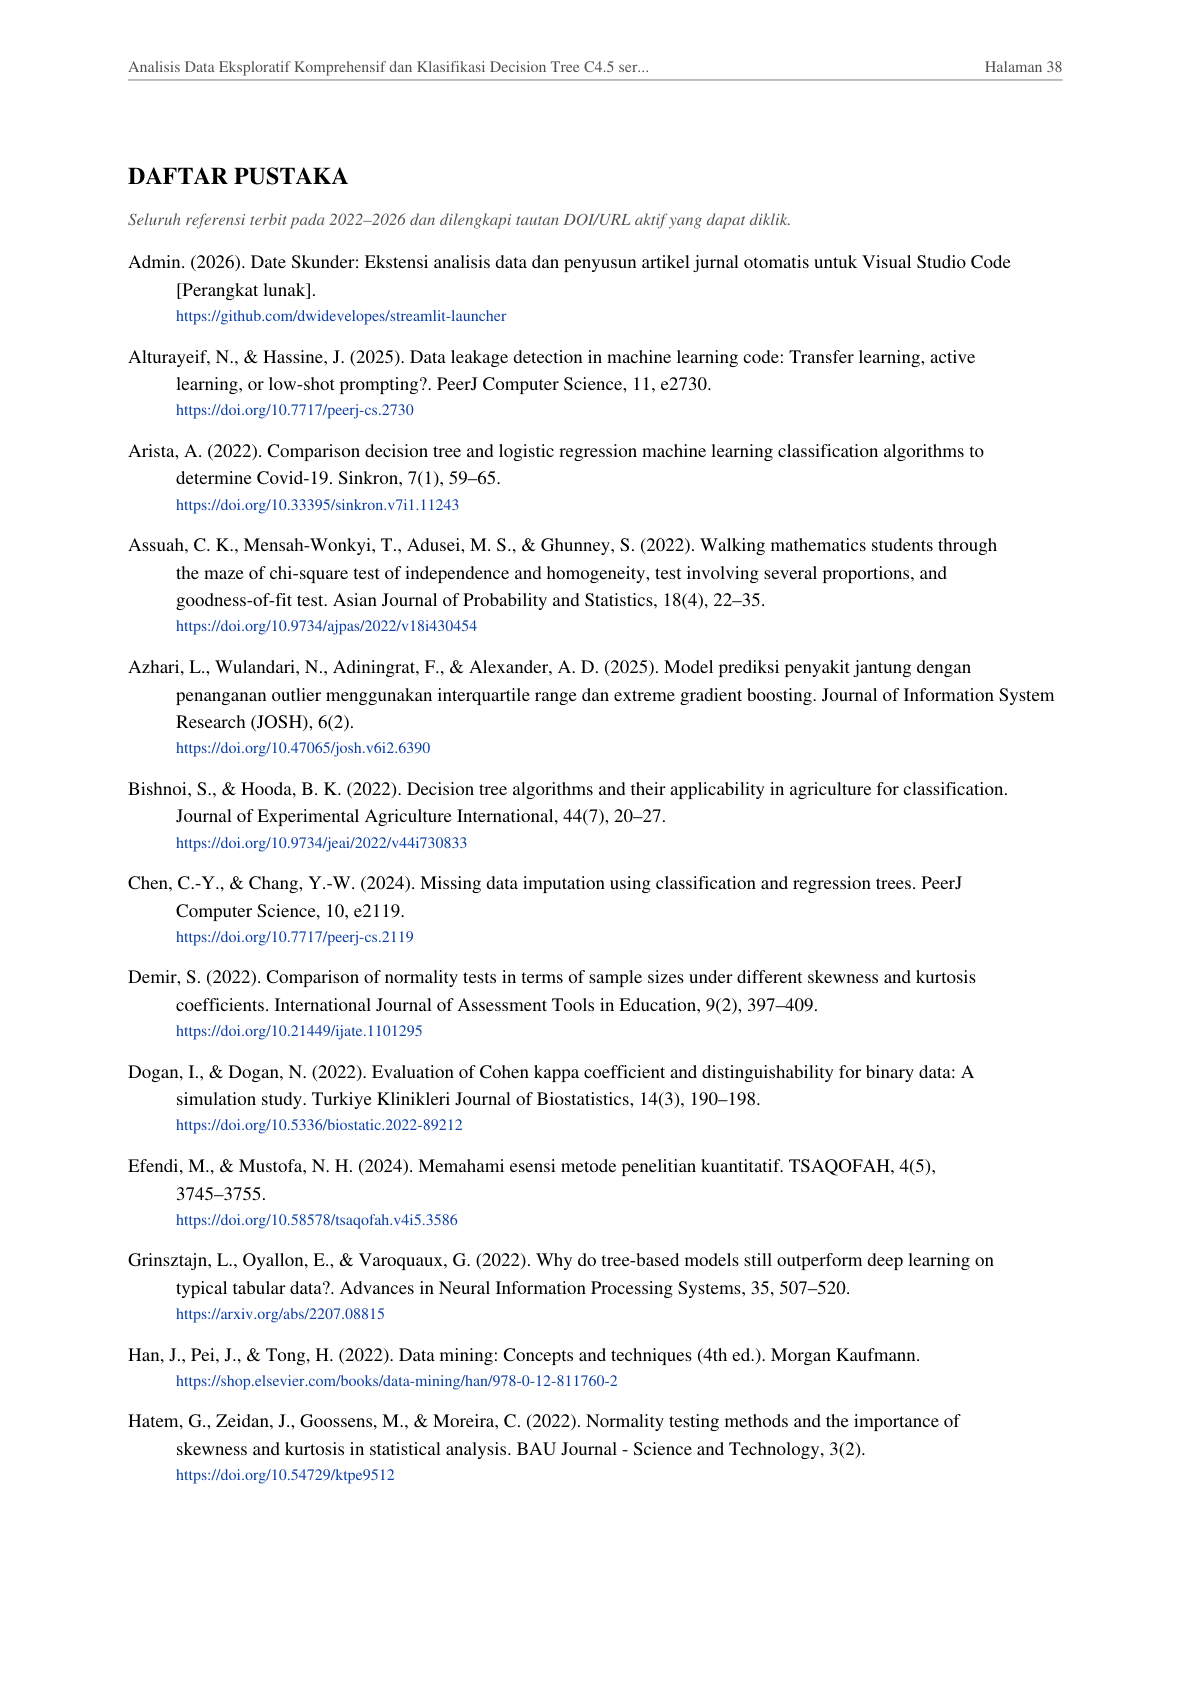 Analisis Data Eksploratif Komprehensif dan Klasifikasi Decision Tree C4.5 ser...
Halaman 38
DAFTAR PUSTAKA
Seluruh referensi terbit pada 2022–2026 dan dilengkapi tautan DOI/URL aktif yang dapat diklik.
Admin. (2026). Date Skunder: Ekstensi analisis data dan penyusun artikel jurnal otomatis untuk Visual Studio Code
[Perangkat lunak].
https://github.com/dwidevelopes/streamlit-launcher
Alturayeif, N., & Hassine, J. (2025). Data leakage detection in machine learning code: Transfer learning, active
learning, or low-shot prompting?. PeerJ Computer Science, 11, e2730.
https://doi.org/10.7717/peerj-cs.2730
Arista, A. (2022). Comparison decision tree and logistic regression machine learning classification algorithms to
determine Covid-19. Sinkron, 7(1), 59–65.
https://doi.org/10.33395/sinkron.v7i1.11243
Assuah, C. K., Mensah-Wonkyi, T., Adusei, M. S., & Ghunney, S. (2022). Walking mathematics students through
the maze of chi-square test of independence and homogeneity, test involving several proportions, and
goodness-of-fit test. Asian Journal of Probability and Statistics, 18(4), 22–35.
https://doi.org/10.9734/ajpas/2022/v18i430454
Azhari, L., Wulandari, N., Adiningrat, F., & Alexander, A. D. (2025). Model prediksi penyakit jantung dengan
penanganan outlier menggunakan interquartile range dan extreme gradient boosting. Journal of Information System
Research (JOSH), 6(2).
https://doi.org/10.47065/josh.v6i2.6390
Bishnoi, S., & Hooda, B. K. (2022). Decision tree algorithms and their applicability in agriculture for classification.
Journal of Experimental Agriculture International, 44(7), 20–27.
https://doi.org/10.9734/jeai/2022/v44i730833
Chen, C.-Y., & Chang, Y.-W. (2024). Missing data imputation using classification and regression trees. PeerJ
Computer Science, 10, e2119.
https://doi.org/10.7717/peerj-cs.2119
Demir, S. (2022). Comparison of normality tests in terms of sample sizes under different skewness and kurtosis
coefficients. International Journal of Assessment Tools in Education, 9(2), 397–409.
https://doi.org/10.21449/ijate.1101295
Dogan, I., & Dogan, N. (2022). Evaluation of Cohen kappa coefficient and distinguishability for binary data: A
simulation study. Turkiye Klinikleri Journal of Biostatistics, 14(3), 190–198.
https://doi.org/10.5336/biostatic.2022-89212
Efendi, M., & Mustofa, N. H. (2024). Memahami esensi metode penelitian kuantitatif. TSAQOFAH, 4(5),
3745–3755.
https://doi.org/10.58578/tsaqofah.v4i5.3586
Grinsztajn, L., Oyallon, E., & Varoquaux, G. (2022). Why do tree-based models still outperform deep learning on
typical tabular data?. Advances in Neural Information Processing Systems, 35, 507–520.
https://arxiv.org/abs/2207.08815
Han, J., Pei, J., & Tong, H. (2022). Data mining: Concepts and techniques (4th ed.). Morgan Kaufmann.
https://shop.elsevier.com/books/data-mining/han/978-0-12-811760-2
Hatem, G., Zeidan, J., Goossens, M., & Moreira, C. (2022). Normality testing methods and the importance of
skewness and kurtosis in statistical analysis. BAU Journal - Science and Technology, 3(2).
https://doi.org/10.54729/ktpe9512